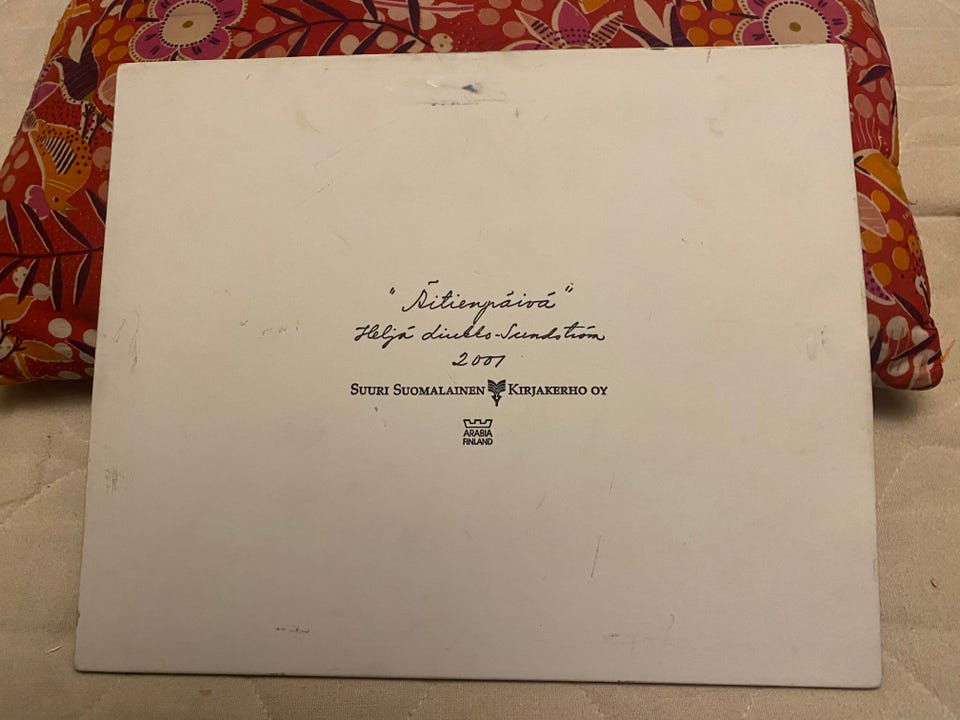 "Äitienpäivä"
Heljä Liukko-Sundström
2001
SUURI SUOMALAINEN KIRJAKERHO OY
ARABIA
FINLAND